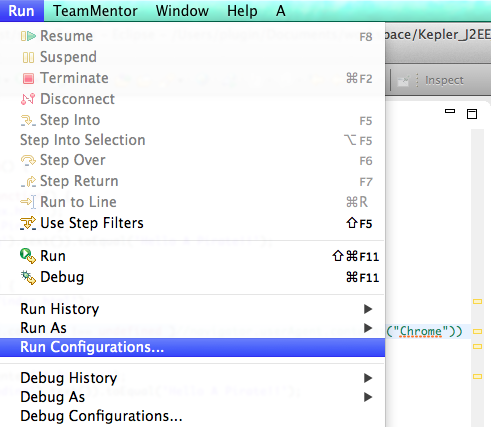 Run TeamMentor Window Help A
Resume F8
space/Kepler_J2EE
Suspend
Terminate ⌘F2
Inspect
Disconnect
Step Into F5
Step Into Selection ⌥F5
Step Over F6
Step Return F7
Run to Line ⌘R
Use Step Filters ⇧F5
Run ⇧⌘F11
Debug ⌘F11
Run History
Run As
("Chrome"))
Run Configurations...
Debug History
Debug As
Debug Configurations...